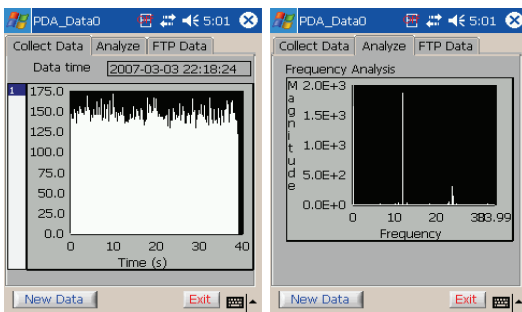 PDA_Data0 5:01
Collect Data Analyze FTP Data
Data time 2007-03-03 22:18:24
1
175.0
150.0
125.0
100.0
75.0
50.0
25.0
0.0
0 10 20 30 40
Time (s)
New Data Exit
PDA_Data0 5:01
Collect Data Analyze FTP Data
Frequency Analysis
Magnitude
2.0E+3
1.5E+3
1.0E+3
5.0E+2
0.0E+0
0 10 20 33.99
Frequency
New Data Exit